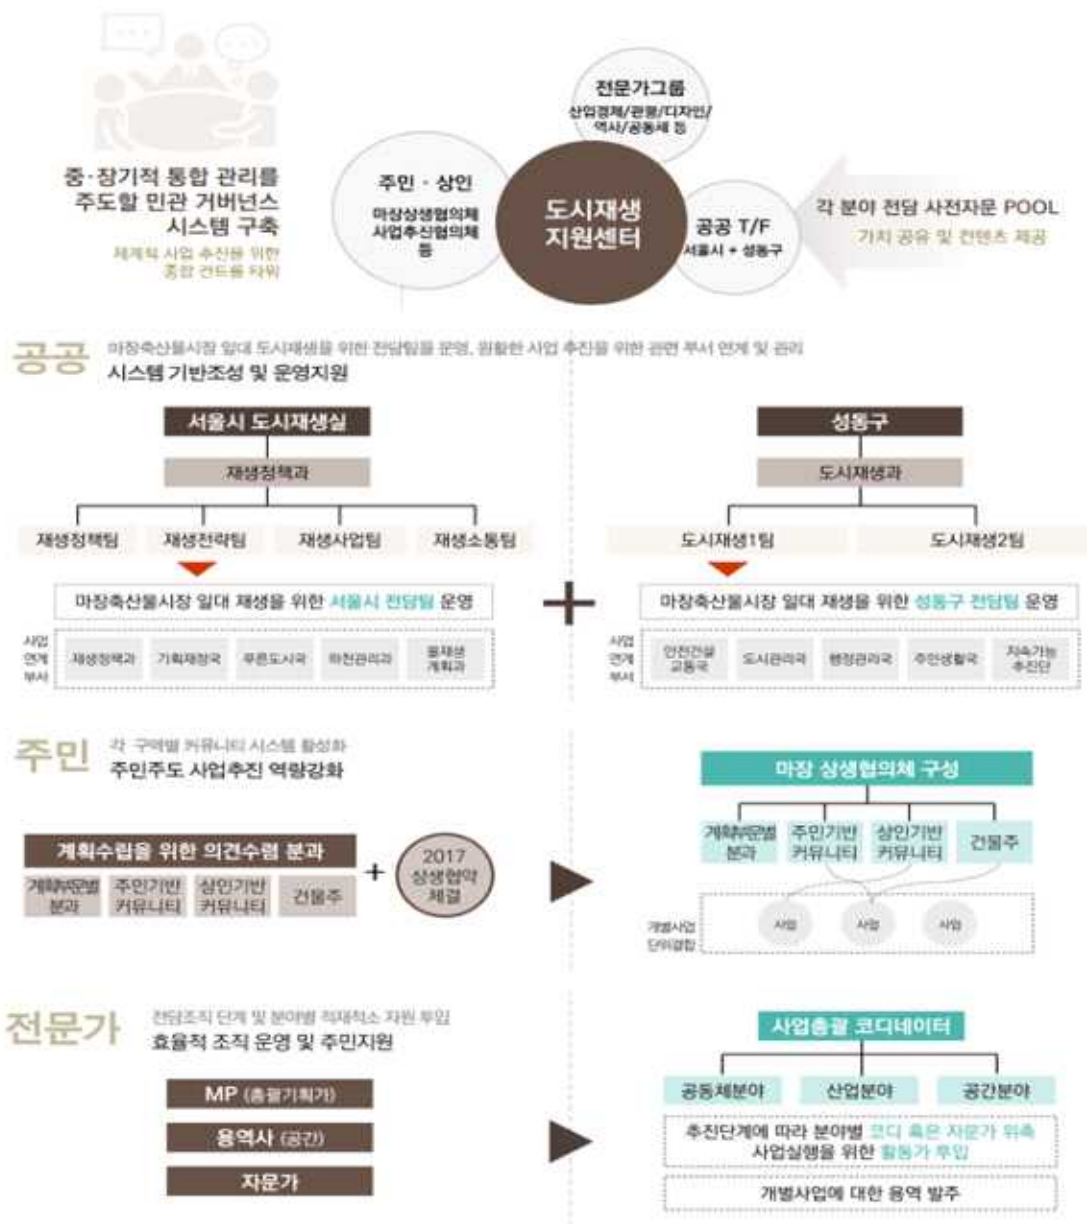 전문가그룹
산업경제/관광/디자인/
역사/공동체 등
중·장기적 통합 관리를
주도할 민관 거버넌스
시스템 구축
체계적 사업 추진을 위한
종합 컨트롤 타워
주민 · 상인
마장상생협의체
사업추진협의체
등
도시재생
지원센터
공공 T/F
서울시 + 성동구
각 분야 전담 사전자문 POOL
가치 공유 및 컨텐츠 제공
공공
마장축산물시장 일대 도시재생을 위한 전담팀을 운영, 원활한 사업 추진을 위한 관련 부서 연계 및 관리
시스템 기반조성 및 운영지원
서울시 도시재생실
재생정책과
재생정책팀 재생전략팀 재생사업팀 재생소통팀
마장축산물시장 일대 재생을 위한 서울시 전담팀 운영
사업
연계
부서
재생정책과 기획재정국 푸른도시국 하천관리과 물재생
계획과
+
성동구
도시재생과
도시재생1팀 도시재생2팀
마장축산물시장 일대 재생을 위한 성동구 전담팀 운영
사업
연계
부서
안전건설
교통국
도시관리국 행정관리국 주민생활국 지속가능
추진단
주민
각 구역별 커뮤니티 시스템 활성화
주민주도 사업추진 역량강화
계획수립을 위한 의견수렴 분과
계획부문별
분과
주민기반
커뮤니티
상인기반
커뮤니티
건물주
+
2017
상생협약
체결
마장 상생협의체 구성
계획부문별
분과
주민기반
커뮤니티
상인기반
커뮤니티
건물주
개별사업
단위결합
사업 사업 사업
전문가
전담조직 단계 및 분야별 적재적소 자원 투입
효율적 조직 운영 및 주민지원
MP (총괄기획가)
용역사 (공간)
자문가
사업총괄 코디네이터
공동체분야 산업분야 공간분야
추진단계에 따라 분야별 코디 혹은 자문가 위촉
사업실행을 위한 활동가 투입
개별사업에 대한 용역 발주